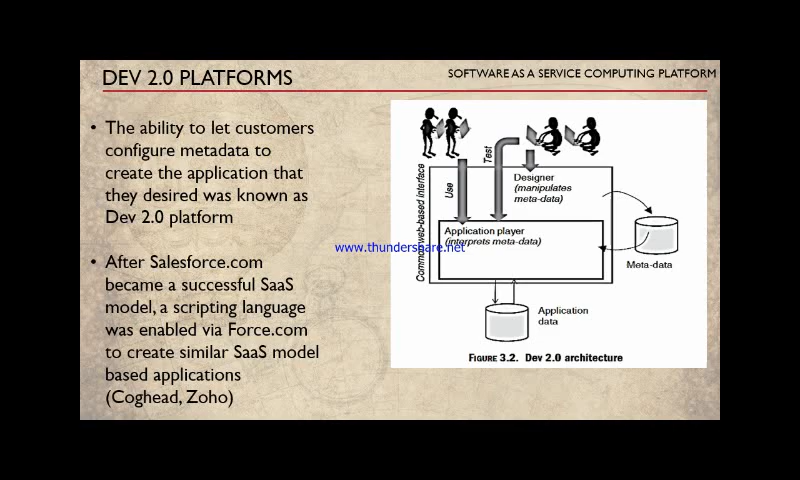 DEV 2.0 PLATFORMS
SOFTWARE AS A SERVICE COMPUTING PLATFORM
• The ability to let customers
configure metadata to
create the application that
they desired was known as
Dev 2.0 platform
• After Salesforce.com
became a successful SaaS
model, a scripting language
was enabled via Force.com
to create similar SaaS model
based applications
(Coghead, Zoho)
Common web-based interface
Use
Test
Designer
(manipulates
meta-data)
Application player
(interprets meta-data)
www.thundershare.net
Meta-data
Application
data
FIGURE 3.2. Dev 2.0 architecture